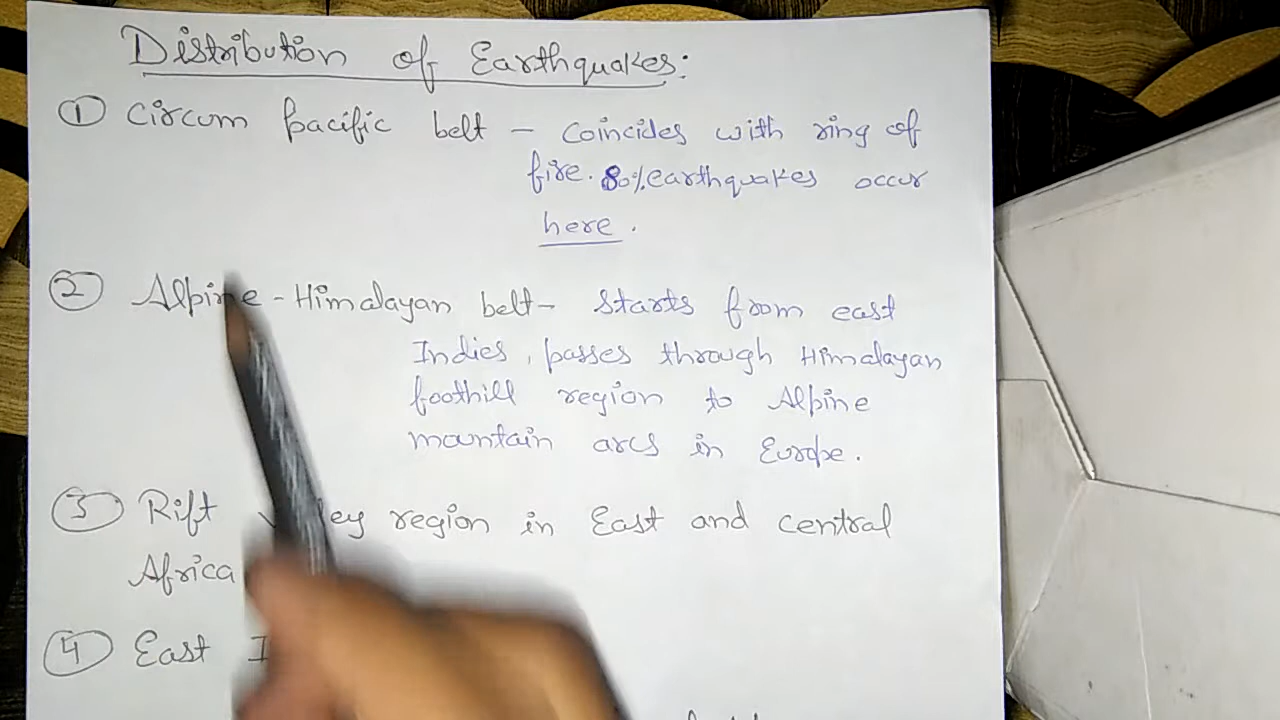 Distribution of Earthquakes:
① Circum Pacific belt - Coincides with ring of
fire. 80% earthquakes occur
here.
② Alpine-Himalayan belt- Starts from east
Indies, passes through Himalayan
foothill region to Alpine
mountain arcs in Europe.
③ Rift region in East and central
Africa
④ East